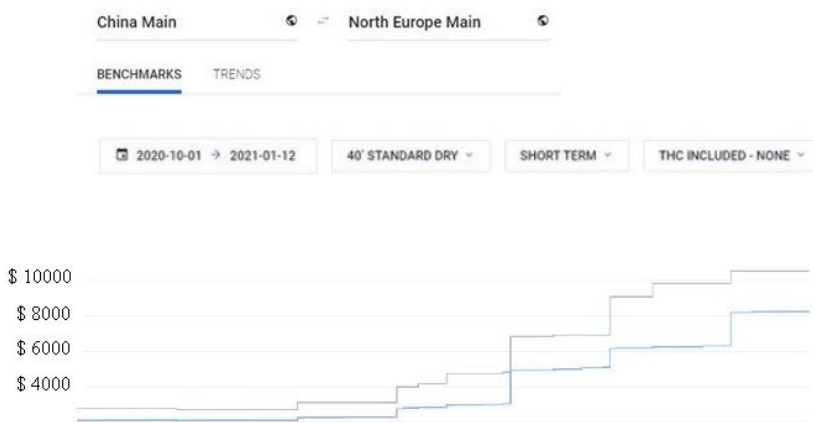 China Main North Europe Main
BENCHMARKS TRENDS
2020-10-01 → 2021-01-12 40' STANDARD DRY SHORT TERM THC INCLUDED - NONE
$ 10000
$ 8000
$ 6000
$ 4000